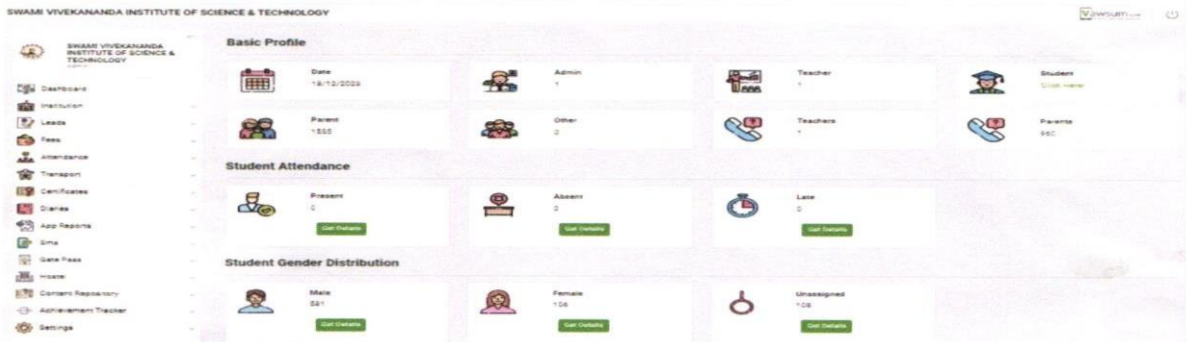 SWAMI VIVEKANANDA INSTITUTE OF SCIENCE & TECHNOLOGY
Vawsum
SWAMI VIVEKANANDA
INSTITUTE OF SCIENCE &
TECHNOLOGY
Dashboard
Institution
Leads
Fees
Attendance
Transport
Certificates
Diaries
App Reports
Sms
Gate Pass
Hostel
Content Repository
Achievement Tracker
Settings
Basic Profile
Date
Admin
1
Teacher
1
Student
Click Here
Parent
Other
Teachers
1
Parents
Student Attendance
Present
0
Get Details
Absent
0
Get Details
Late
0
Get Details
Student Gender Distribution
Male
Get Details
Female
Get Details
Unassigned
Get Details